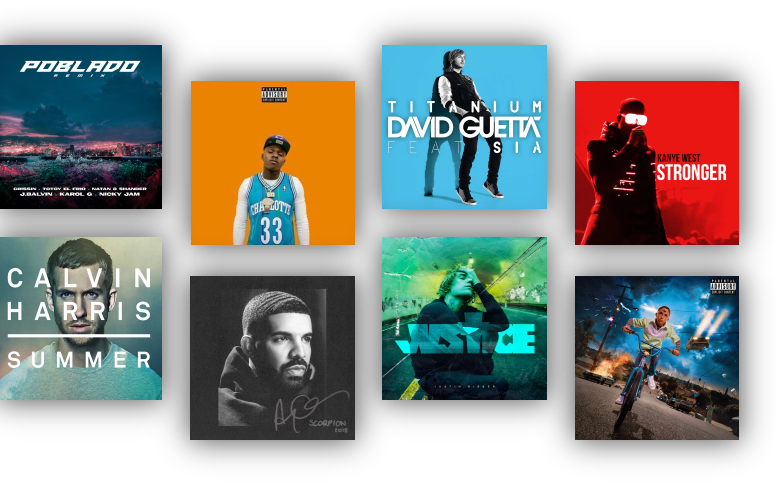 POBLADO
REMIX
CRISSIN · TOTOY EL FRIO · NATAN & SHANDER
J.BALVIN · KAROL G · NICKY JAM
PARENTAL
ADVISORY
EXPLICIT CONTENT
CHARLOTTE
33
TITANIUM
DAVID GUETTA
FEAT SIA
KANYE WEST
STRONGER
CALVIN
HARRIS
SUMMER
SCORPION
2018
JUSTICE
JUSTIN BIEBER
PARENTAL
ADVISORY
EXPLICIT CONTENT